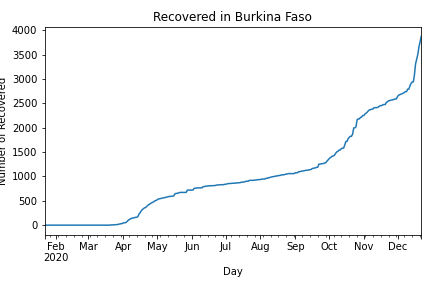 Recovered in Burkina Faso
Number of Recovered
4000
3500
3000
2500
2000
1500
1000
500
0
Feb Mar Apr May Jun Jul Aug Sep Oct Nov Dec
2020
Day